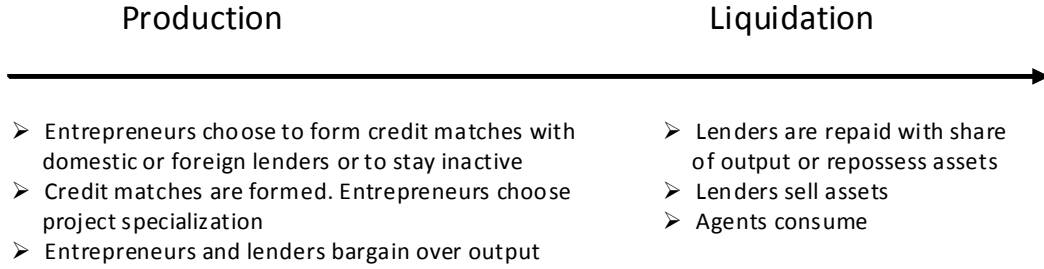 Production
Liquidation
➢ Entrepreneurs choose to form credit matches with
domestic or foreign lenders or to stay inactive
➢ Credit matches are formed. Entrepreneurs choose
project specialization
➢ Entrepreneurs and lenders bargain over output
➢ Lenders are repaid with share
of output or repossess assets
➢ Lenders sell assets
➢ Agents consume